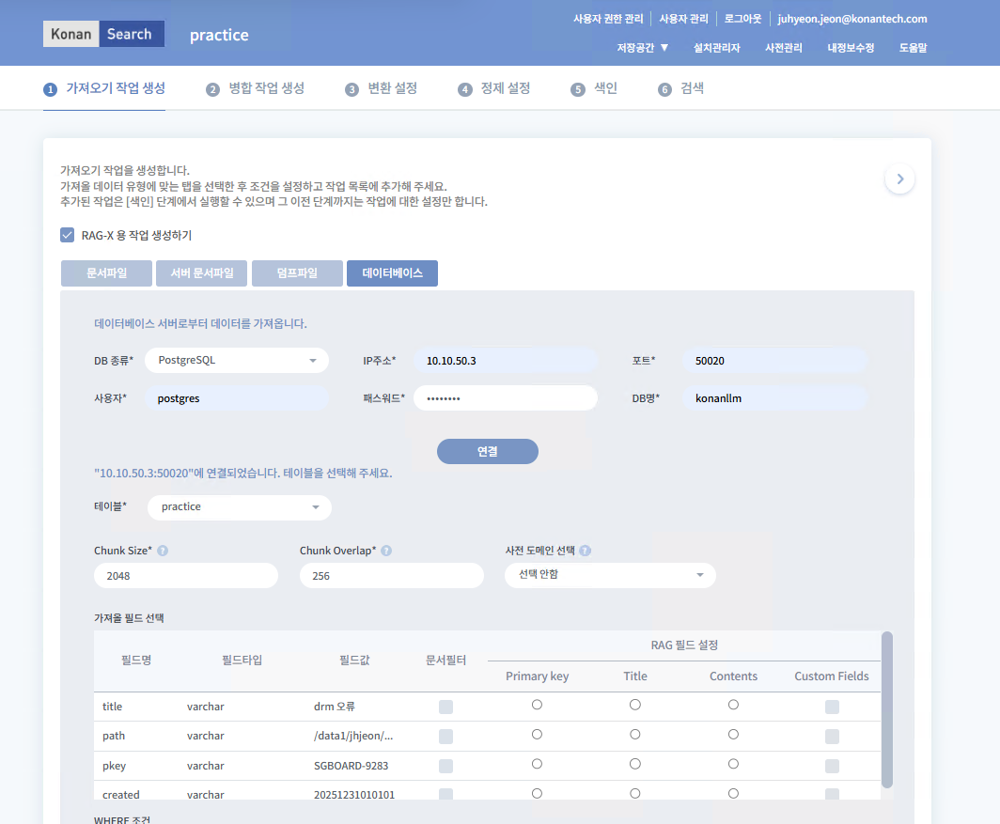 사용자 권한 관리 사용자 관리 로그아웃 juhyeon.jeon@konantech.com
Konan Search practice
저장공간 ▼ 설치관리자 사전관리 내정보수정 도움말
1 가져오기 작업 생성 2 병합 작업 생성 3 변환 설정 4 정제 설정 5 색인 6 검색
가져오기 작업을 생성합니다.
가져올 데이터 유형에 맞는 탭을 선택한 후 조건을 설정하고 작업 목록에 추가해 주세요.
추가된 작업은 [색인] 단계에서 실행할 수 있으며 그 이전 단계까지는 작업에 대한 설정만 합니다.
RAG-X 용 작업 생성하기
문서파일 서버 문서파일 덤프파일 데이터베이스
데이터베이스 서버로부터 데이터를 가져옵니다.
DB 종류* PostgreSQL IP주소* 10.10.50.3 포트* 50020
사용자* postgres 패스워드* •••••••• DB명* konanllm
연결
"10.10.50.3:50020"에 연결되었습니다. 테이블을 선택해 주세요.
테이블* practice
Chunk Size* ? Chunk Overlap* ? 사전 도메인 선택 ?
2048 256 선택 안함
가져올 필드 선택
필드명 필드타입 필드값 문서필터 RAG 필드 설정
Primary key Title Contents Custom Fields
title varchar drm 오류
path varchar /data1/jhjeon/...
pkey varchar SGBOARD-9283
created varchar 20251231010101
WHERE 조건